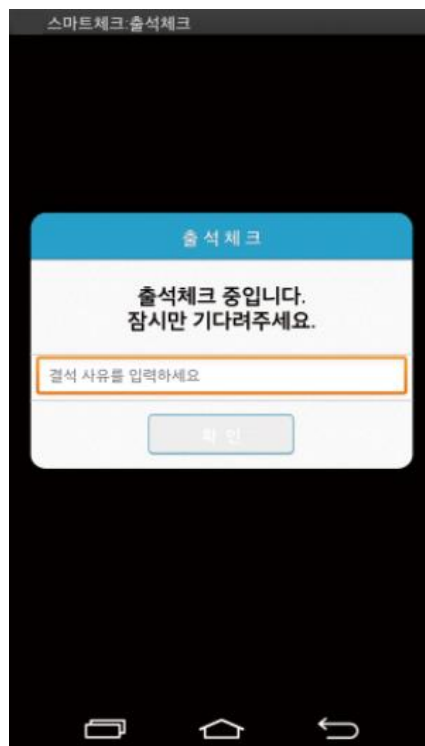 스마트체크:출석체크
출석체크
출석체크 중입니다.
잠시만 기다려주세요.
결석 사유를 입력하세요
확 인